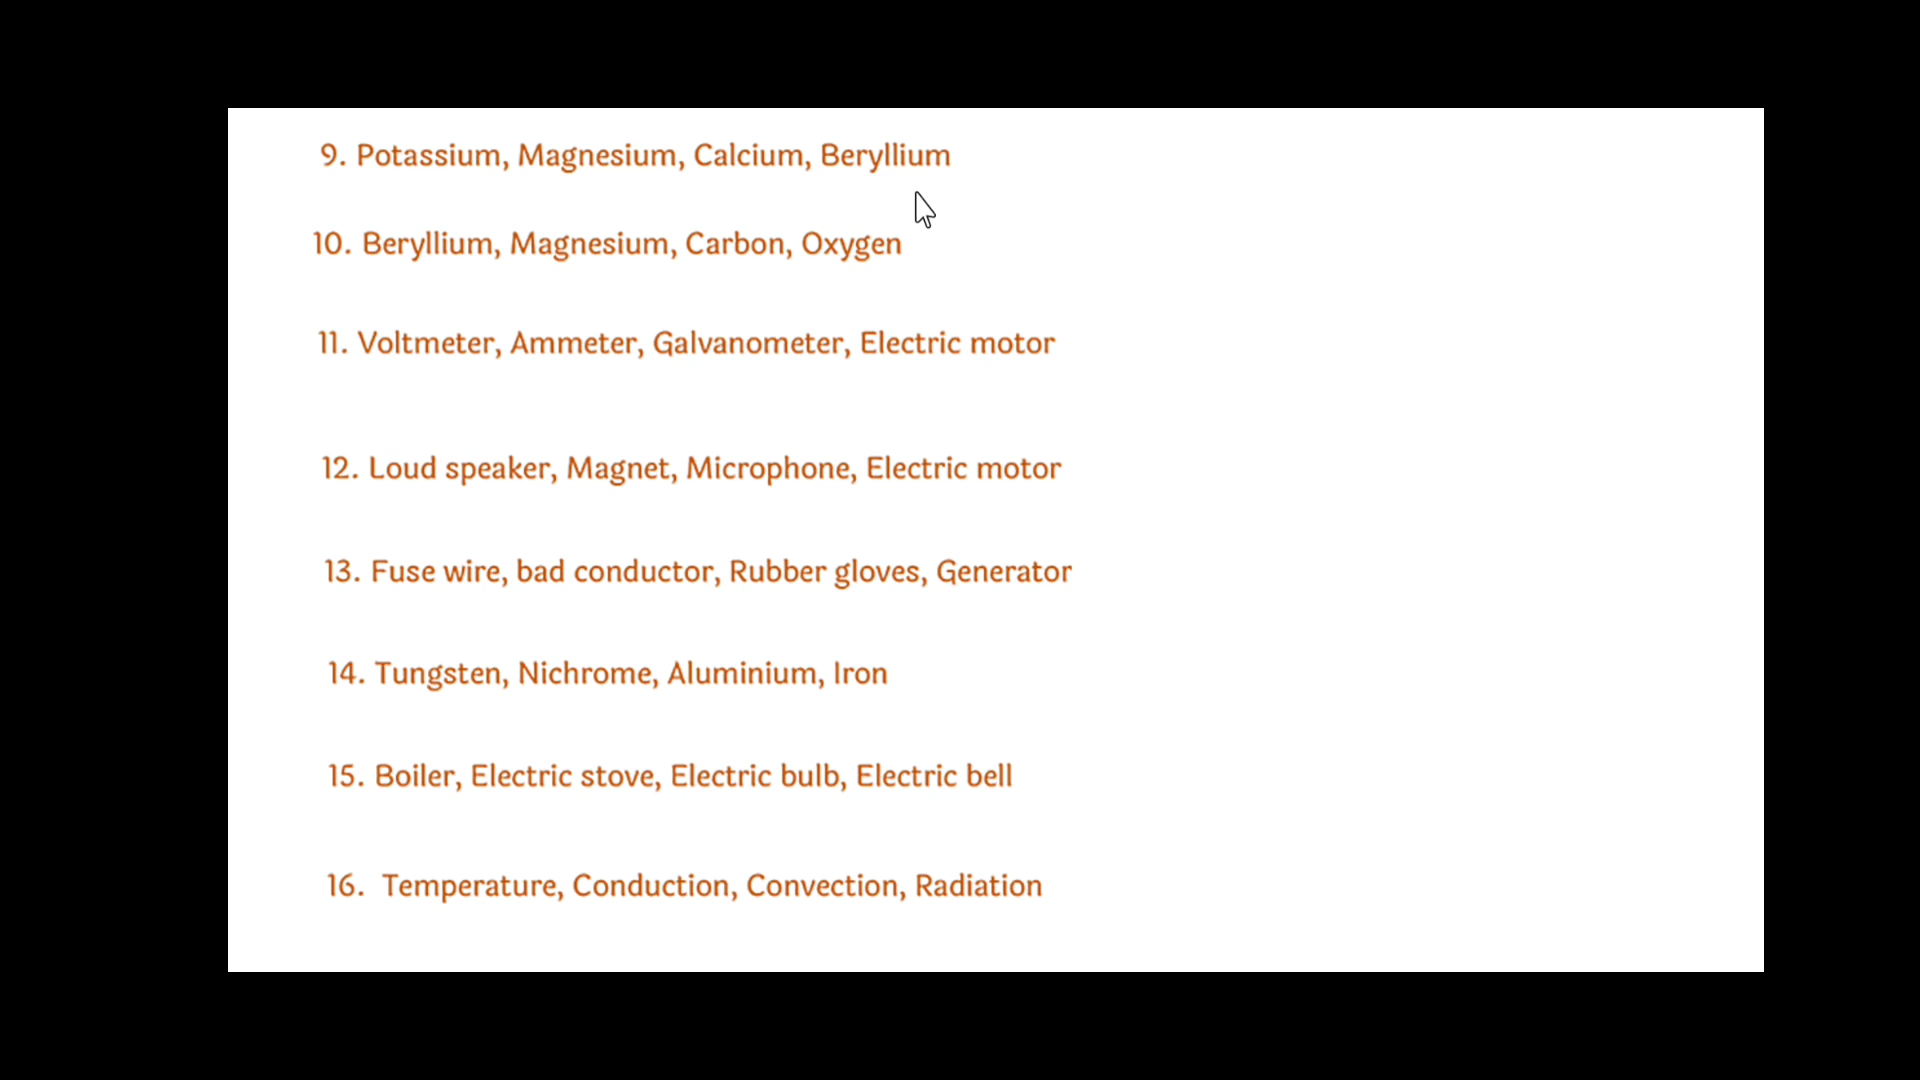 9. Potassium, Magnesium, Calcium, Beryllium
10. Beryllium, Magnesium, Carbon, Oxygen
11. Voltmeter, Ammeter, Galvanometer, Electric motor
12. Loud speaker, Magnet, Microphone, Electric motor
13. Fuse wire, bad conductor, Rubber gloves, Generator
14. Tungsten, Nichrome, Aluminium, Iron
15. Boiler, Electric stove, Electric bulb, Electric bell
16. Temperature, Conduction, Convection, Radiation